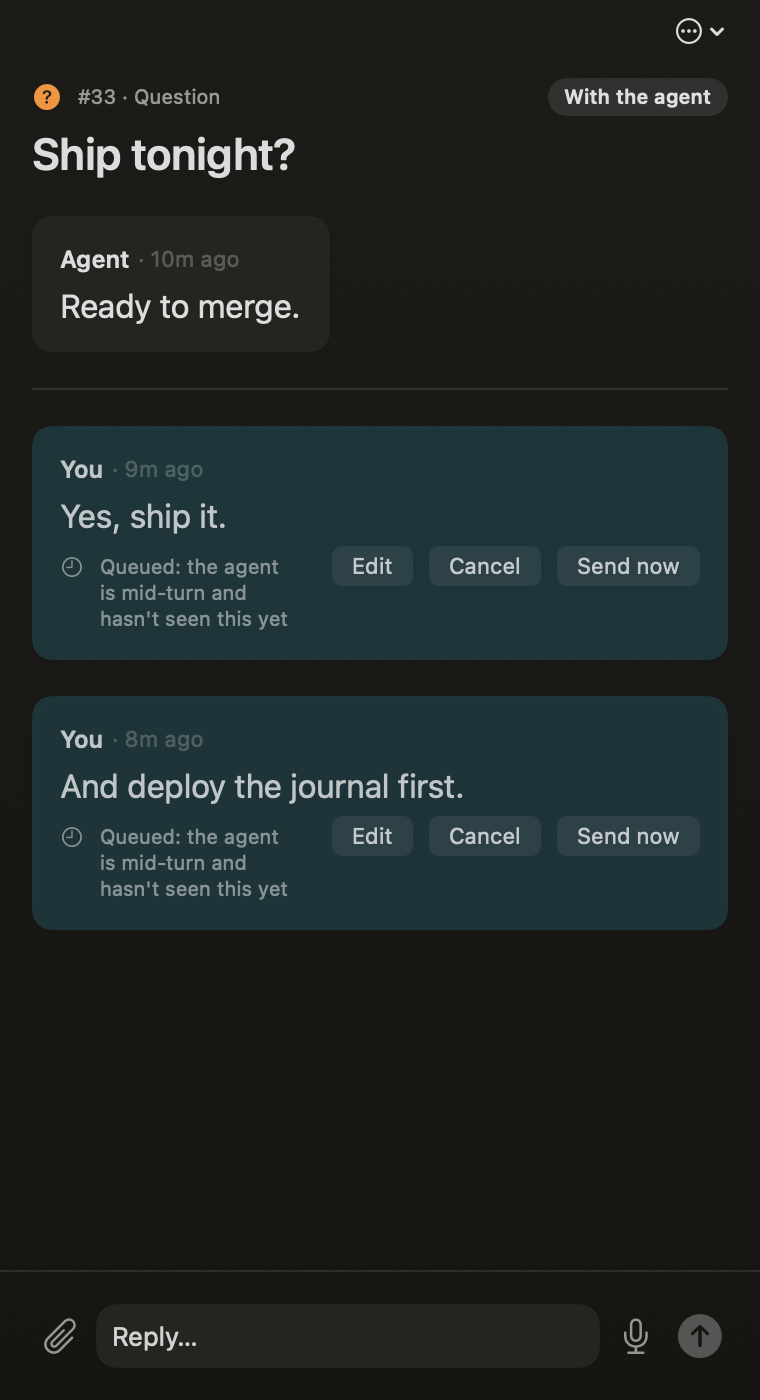 ? #33 · Question
With the agent
Ship tonight?
Agent · 10m ago
Ready to merge.
You · 9m ago
Yes, ship it.
Queued: the agent
is mid-turn and
hasn't seen this yet
Edit
Cancel
Send now
You · 8m ago
And deploy the journal first.
Queued: the agent
is mid-turn and
hasn't seen this yet
Edit
Cancel
Send now
Reply...